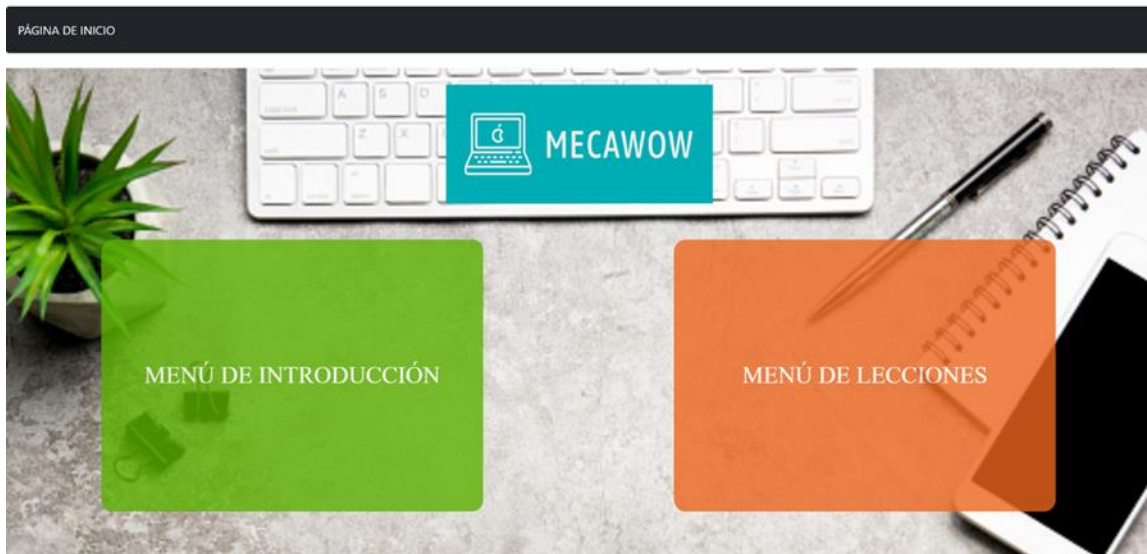 PÁGINA DE INICIO
A S D
Z X
MECAWOW
MENÚ DE INTRODUCCIÓN
MENÚ DE LECCIONES